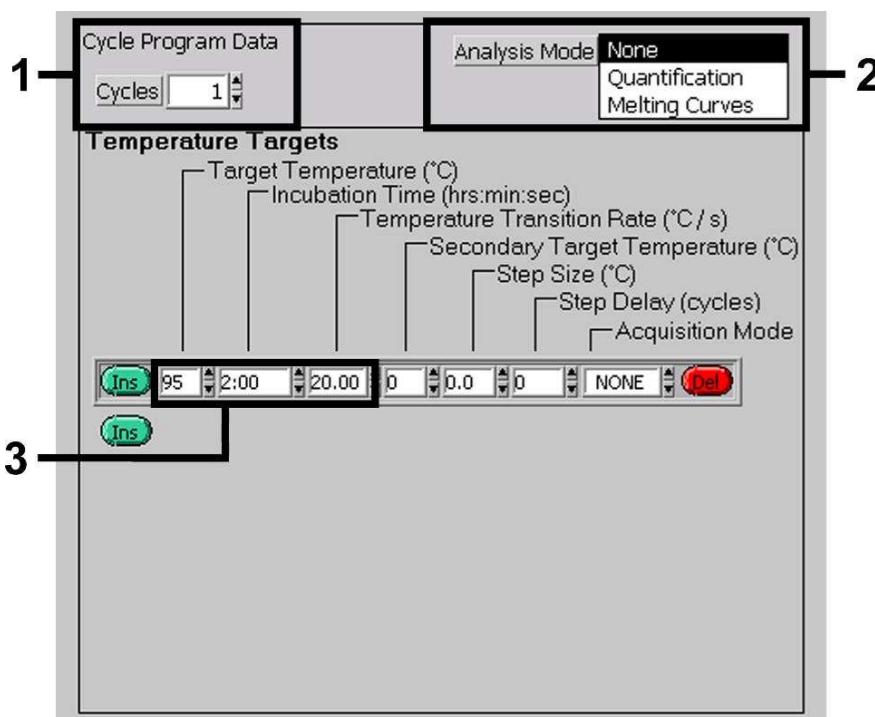 Cycle Program Data
Analysis Mode None
1
2
Cycles 1
Quantification
Melting Curves
Temperature Targets
Target Temperature (°C)
Incubation Time (hrs:min:sec)
Temperature Transition Rate (°C / s)
Secondary Target Temperature (°C)
Step Size (°C)
Step Delay (cycles)
Acquisition Mode
Ins 95 2:00 20.00 0 0.0 0 NONE Del
Ins
3